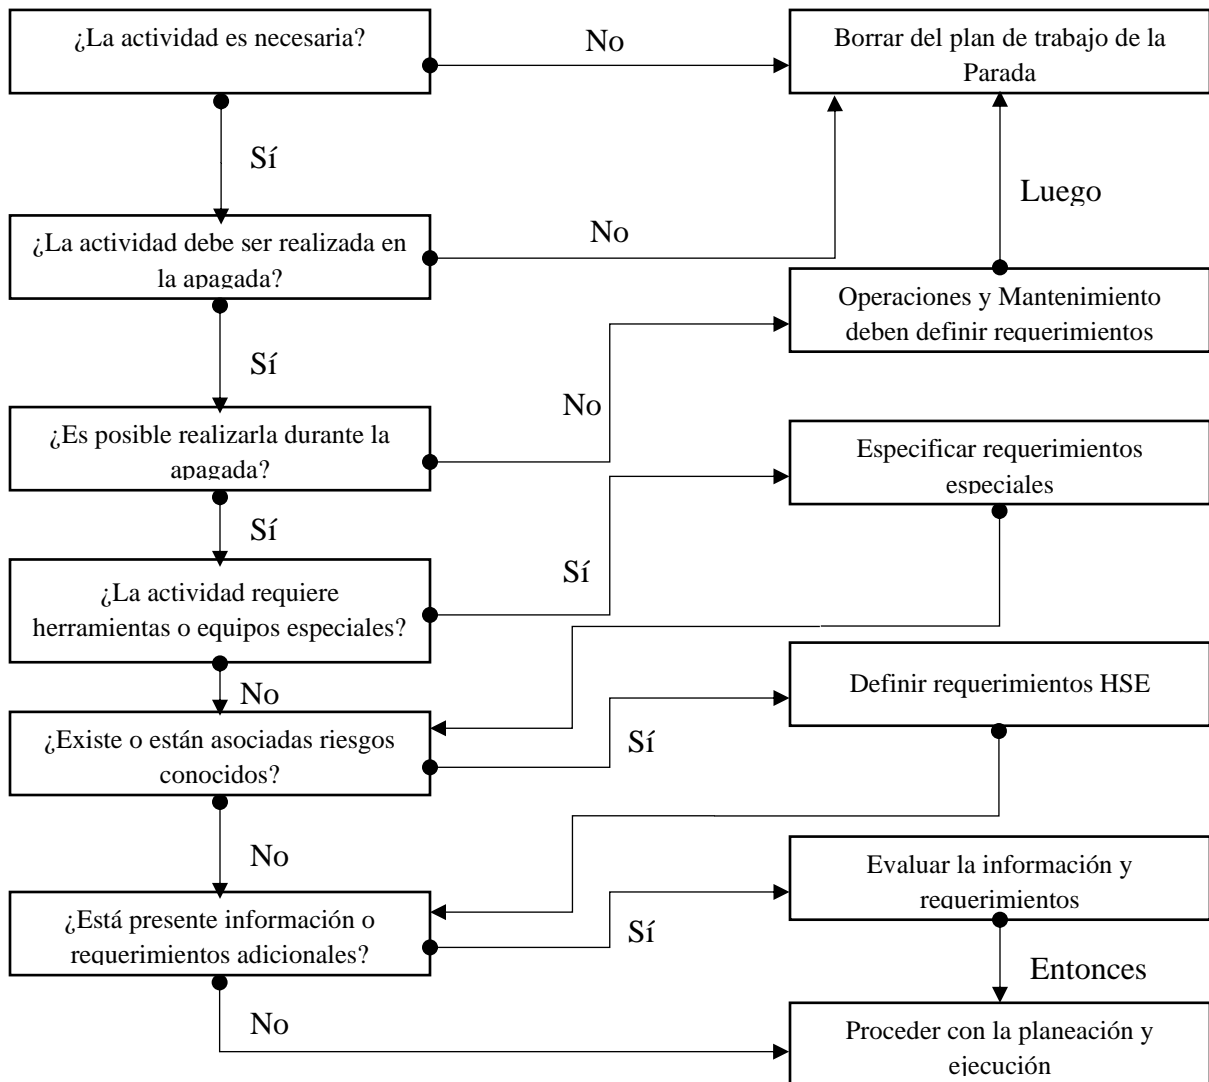 ¿La actividad es necesaria?
No
Borrar del plan de trabajo de la
Parada
Sí
Luego
¿La actividad debe ser realizada en
la apagada?
No
Operaciones y Mantenimiento
deben definir requerimientos
Sí
No
¿Es posible realizarla durante la
apagada?
Especificar requerimientos
especiales
Sí
¿La actividad requiere
herramientas o equipos especiales?
Sí
No
Definir requerimientos HSE
¿Existe o están asociadas riesgos
conocidos?
Sí
No
Evaluar la información y
requerimientos
¿Está presente información o
requerimientos adicionales?
Sí
Entonces
No
Proceder con la planeación y
ejecución